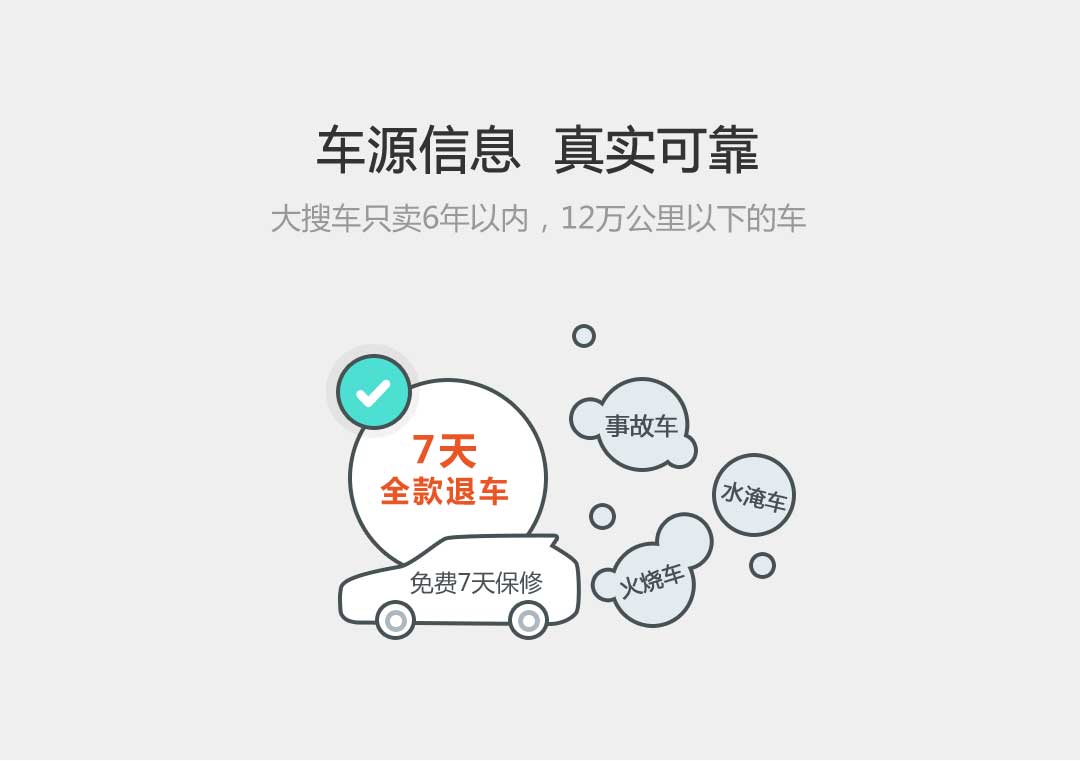 车源信息 真实可靠
大搜车只卖6年以内，12万公里以下的车
7天
全款退车
免费7天保修
事故车
水淹车
火烧车